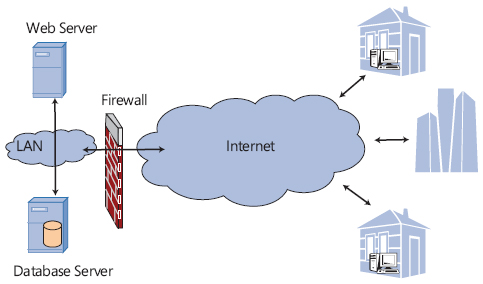 Web Server
Firewall
LAN
Internet
Database Server